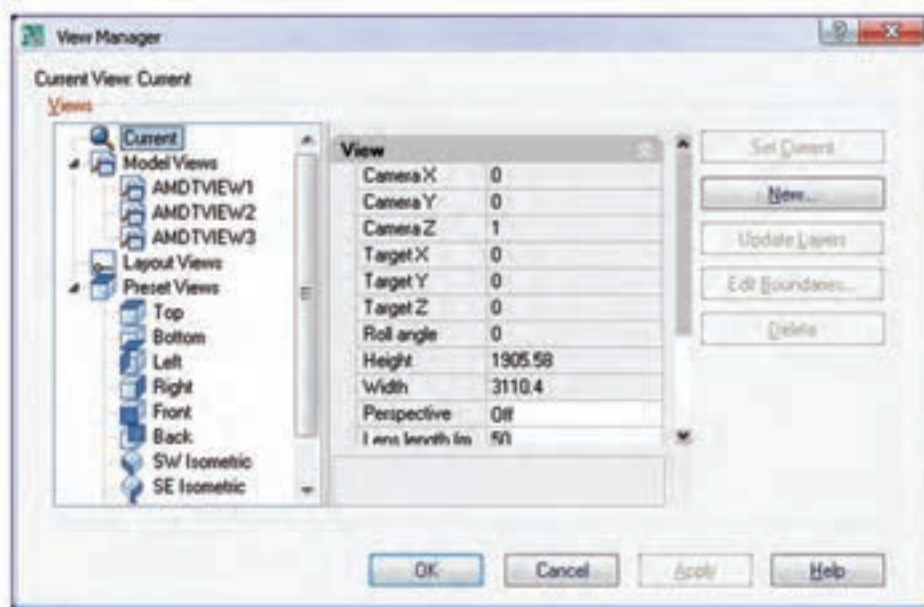 View Manager
Current View: Current
Views
Current
Model Views
AMDTVIEW1
AMDTVIEW2
AMDTVIEW3
Layout Views
Preset Views
Top
Bottom
Left
Right
Front
Back
SW Isometric
SE Isometric
View
Camera X 0
Camera Y 0
Camera Z 1
Target X 0
Target Y 0
Target Z 0
Roll angle 0
Height 1905.58
Width 3110.4
Perspective Off
Lens length (m 50
Set Current
New...
Update Layers
Edit Boundaries...
Delete
OK Cancel Apply Help